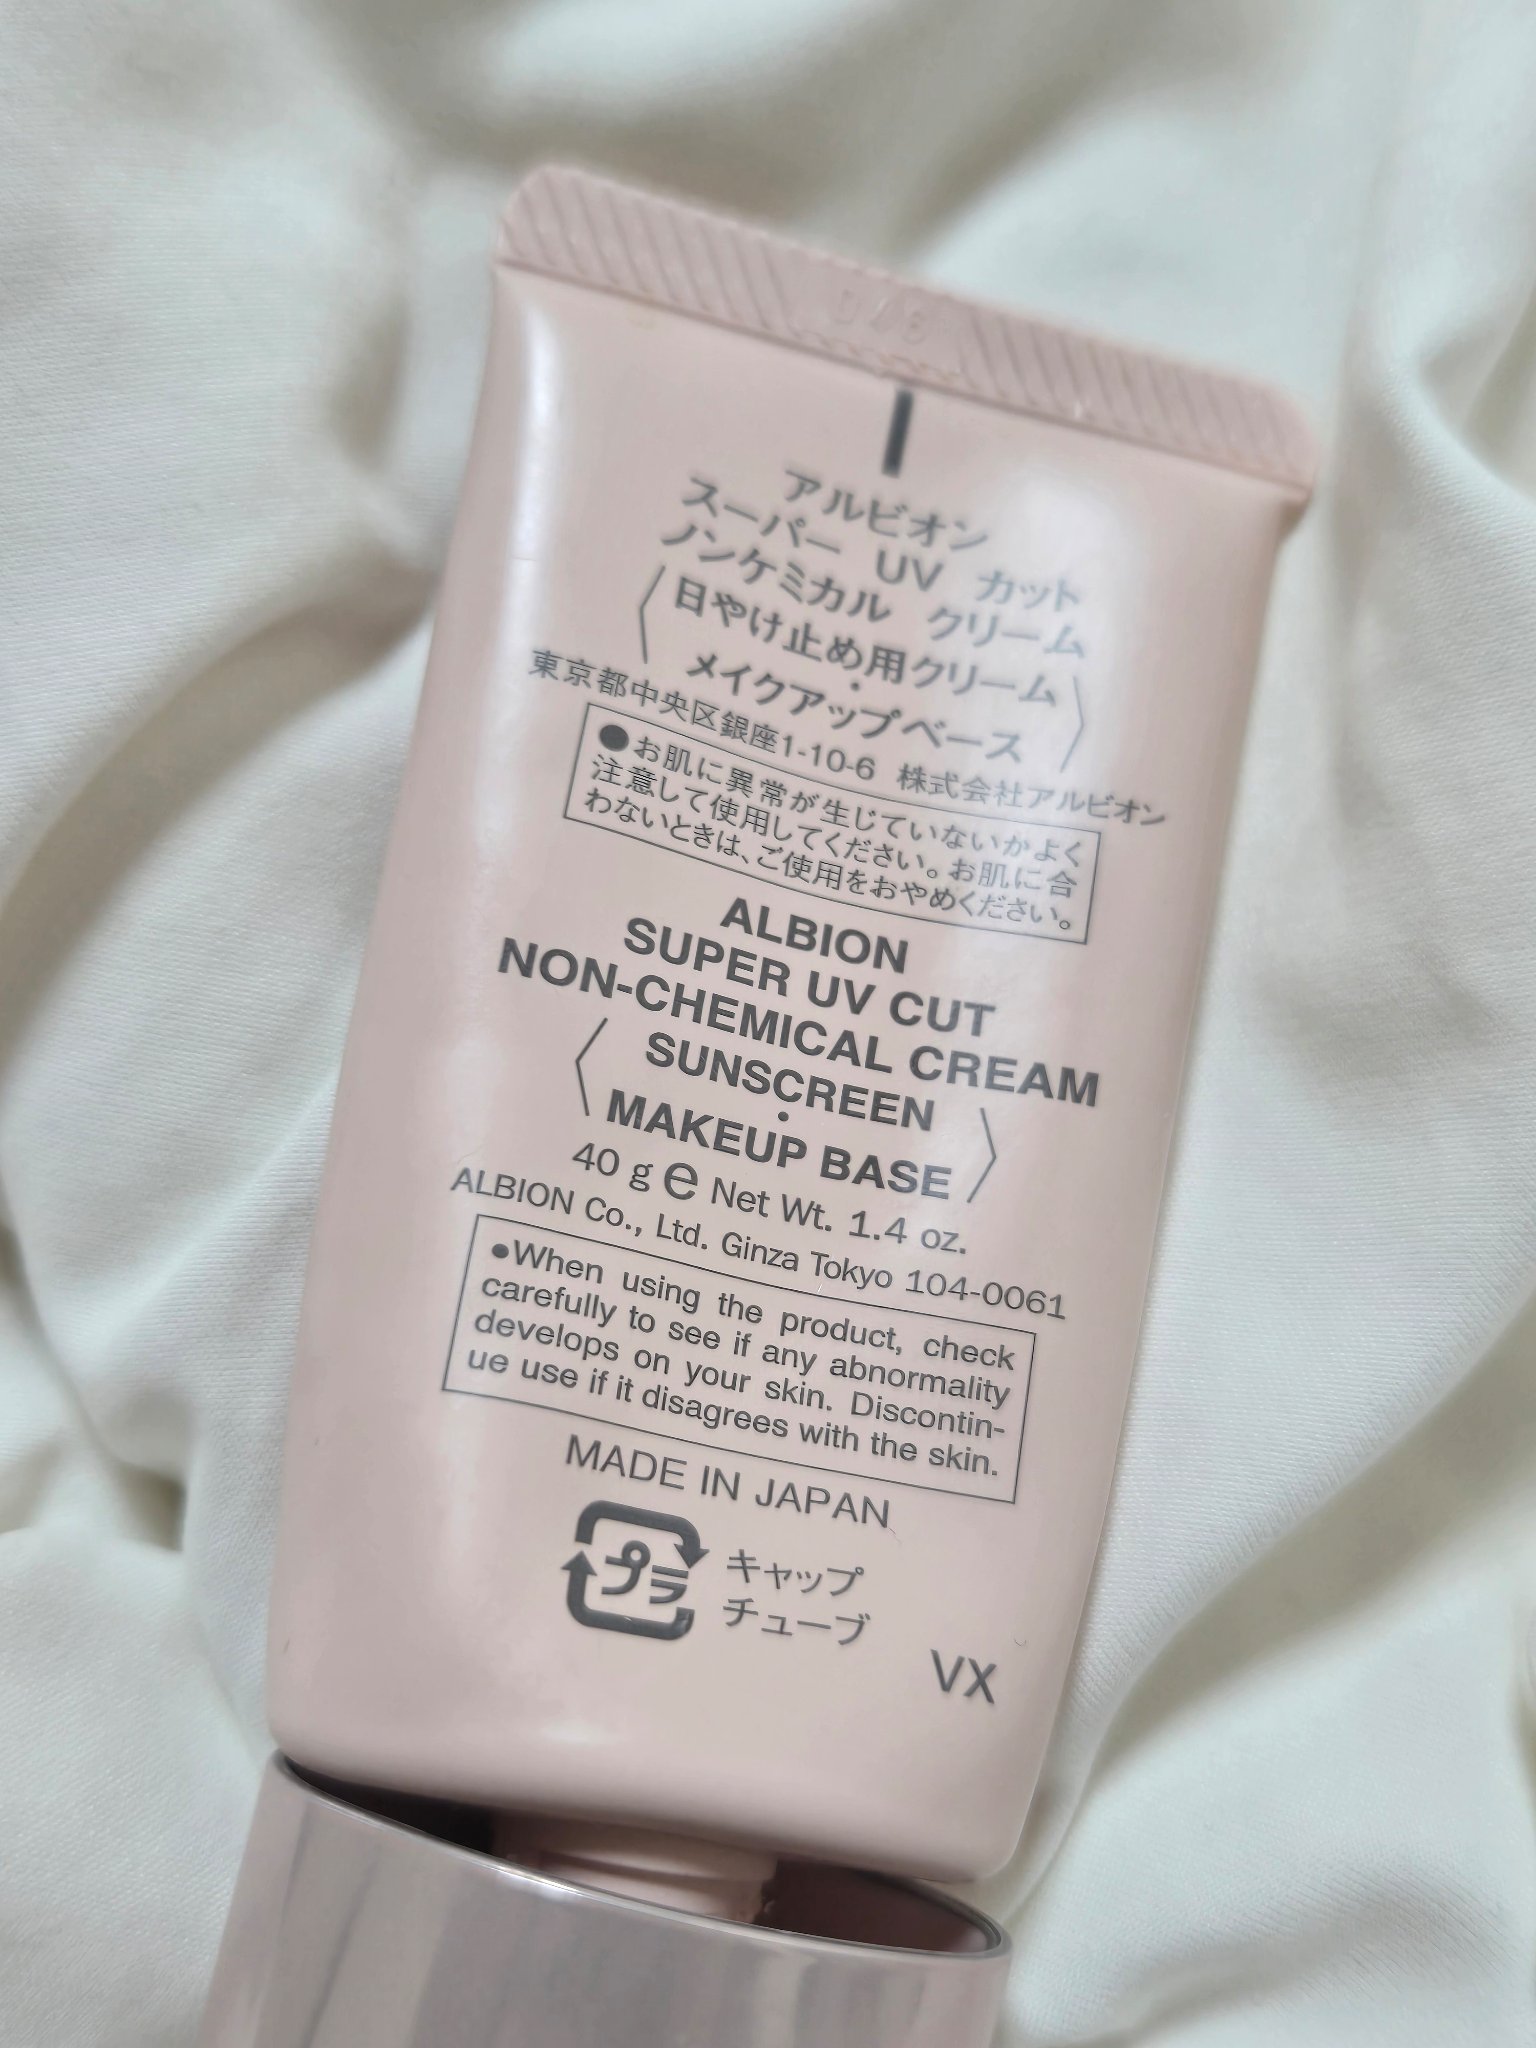 アルビオン
スーパー UV カット
ノンケミカル クリーム
日やけ止め用クリーム
・
メイクアップベース
東京都中央区銀座1-10-6 株式会社アルビオン
●お肌に異常が生じていないかよく
注意して使用してください。お肌に合
わないときは、ご使用をおやめください。
ALBION
SUPER UV CUT
NON-CHEMICAL CREAM
SUNSCREEN
・
MAKEUP BASE
40 g e Net Wt. 1.4 oz.
ALBION Co., Ltd. Ginza Tokyo 104-0061
●When using the product, check
carefully to see if any abnormality
develops on your skin. Discontin-
ue use if it disagrees with the skin.
MADE IN JAPAN
プラ
キャップ
チューブ
VX